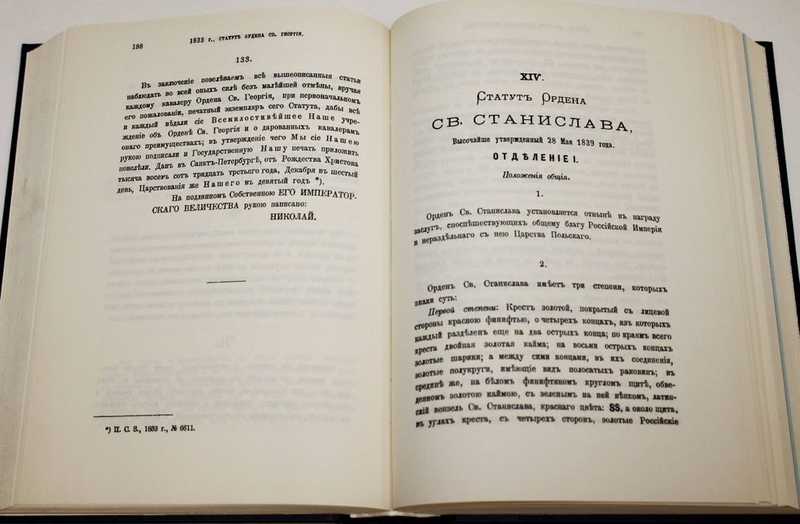 188
1833 г., СТАТУТЪ ОРДЕНА СВ. ГЕОРГІЯ.
133.
Въ заключеніе повелѣваемъ всѣ вышеописанныя статьи
наблюдать во всей оныхъ силѣ безъ малѣйшей отмѣны, вручая
каждому кавалеру Ордена Св. Георгія, при первоначальномъ
его пожалованіи, печатный экземпляръ сего Статута, дабы всѣ
и каждый вѣдали сіе Всемилостивѣйшее Наше учре-
жденіе объ Орденѣ Св. Георгія и о дарованныхъ кавалерамъ
онаго преимуществахъ; въ утвержденіе чего Мы сіе Нашею
рукою подписали и Государственную Нашу печать приложить
повелѣли. Данъ въ Санктъ-Петербургѣ, отъ Рождества Христова
тысяча восемь сотъ тридцать третьяго года, Декабря въ шестый
день, Царствованія же Нашего въ девятый годъ *).
На подлинномъ Собственною ЕГО ИМПЕРАТОР-
СКАГО ВЕЛИЧЕСТВА рукою написано:
НИКОЛАЙ.
*) П. С. З., 1833 г., № 6611.
XIV.
СТАТУТЪ ОРДЕНА
СВ. СТАНИСЛАВА,
Высочайше утвержденный 28 Мая 1839 года.
ОТДѢЛЕНІЕ I.
Положенія общія.
1.
Орденъ Св. Станислава установляется отнынѣ въ награду
заслугъ, споспѣшествующихъ общему благу Россійской Имперіи
и нераздѣльнаго съ нею Царства Польскаго.
2.
Орденъ Св. Станислава имѣетъ три степени, которыхъ
знаки суть:
Первой степени: Крестъ золотой, покрытый съ лицевой
стороны красною финифтью, о четырехъ концахъ, изъ которыхъ
каждый раздѣленъ еще на два острыхъ конца; по краямъ всего
креста двойная золотая кайма; на восьми острыхъ концахъ
золотые шарики; а между сими концами, въ ихъ соединенія,
золотые полукруги, имѣющіе видъ полосатыхъ раковинъ; въ
срединѣ же, на бѣломъ финифтяномъ кругломъ щитѣ, обве-
денномъ золотою каймою, съ зеленымъ на ней вѣнкомъ, латин-
скій вензель Св. Станислава, краснаго цвѣта: SS, а около щита,
въ углахъ креста, съ четырехъ сторонъ, золотые Россійскіе